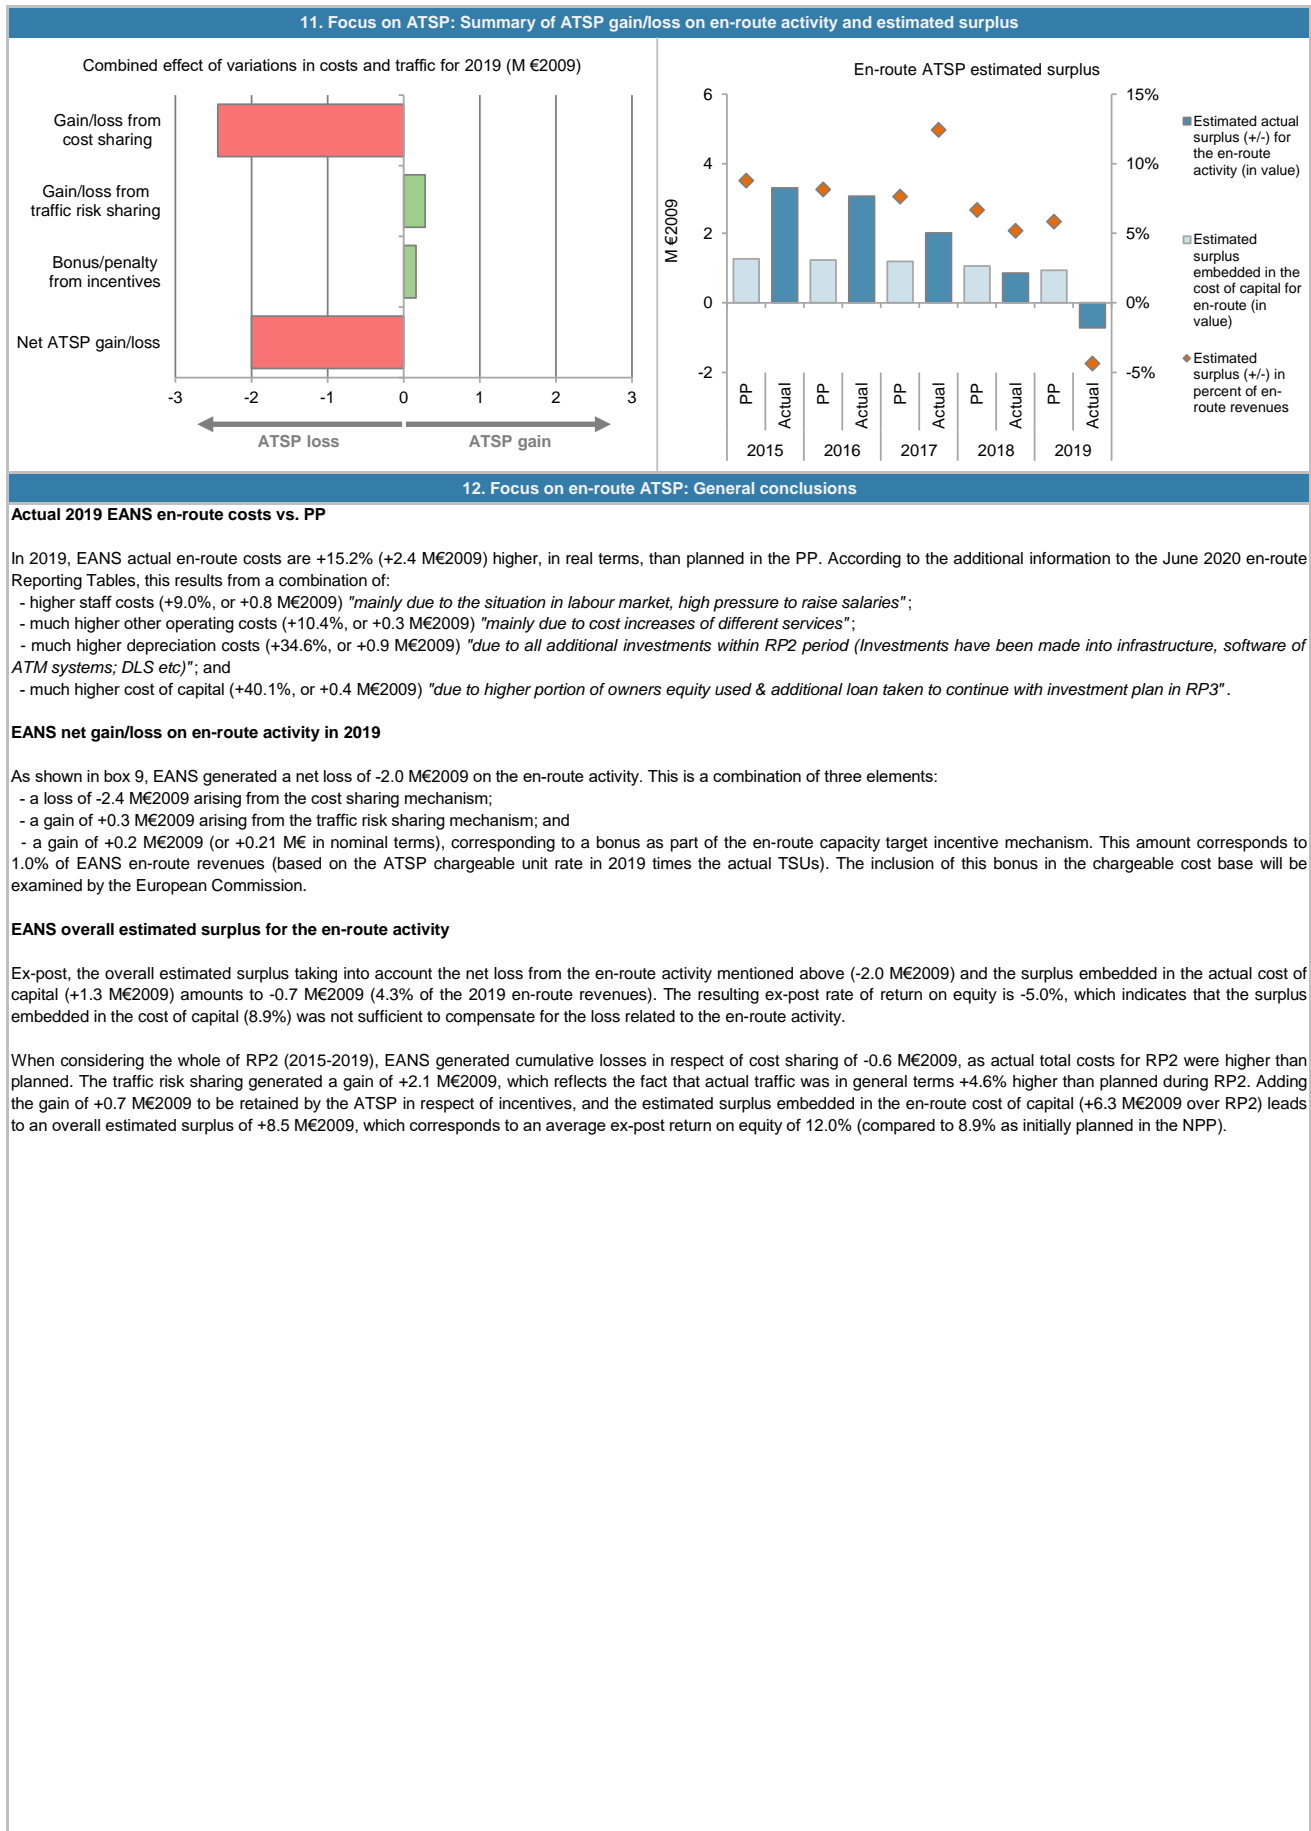 11. Focus on ATSP: Summary of ATSP gain/loss on en-route activity and estimated surplus
Combined effect of variations in costs and traffic for 2019 (M €2009)
Gain/loss from
cost sharing
Gain/loss from
traffic risk sharing
Bonus/penalty
from incentives
Net ATSP gain/loss
-3 -2 -1 0 1 2 3
ATSP loss ATSP gain
En-route ATSP estimated surplus
M €2009
6
4
2
0
-2
15%
10%
5%
0%
-5%
PP Actual PP Actual PP Actual PP Actual PP Actual
2015 2016 2017 2018 2019
Estimated actual
surplus (+/-) for
the en-route
activity (in value)
Estimated
surplus
embedded in the
cost of capital for
en-route (in
value)
Estimated
surplus (+/-) in
percent of en-
route revenues
12. Focus on en-route ATSP: General conclusions
Actual 2019 EANS en-route costs vs. PP
In 2019, EANS actual en-route costs are +15.2% (+2.4 M€2009) higher, in real terms, than planned in the PP. According to the additional information to the June 2020 en-route
Reporting Tables, this results from a combination of:
- higher staff costs (+9.0%, or +0.8 M€2009) "mainly due to the situation in labour market, high pressure to raise salaries";
- much higher other operating costs (+10.4%, or +0.3 M€2009) "mainly due to cost increases of different services";
- much higher depreciation costs (+34.6%, or +0.9 M€2009) "due to all additional investments within RP2 period (Investments have been made into infrastructure, software of
ATM systems; DLS etc)"; and
- much higher cost of capital (+40.1%, or +0.4 M€2009) "due to higher portion of owners equity used & additional loan taken to continue with investment plan in RP3".
EANS net gain/loss on en-route activity in 2019
As shown in box 9, EANS generated a net loss of -2.0 M€2009 on the en-route activity. This is a combination of three elements:
- a loss of -2.4 M€2009 arising from the cost sharing mechanism;
- a gain of +0.3 M€2009 arising from the traffic risk sharing mechanism; and
- a gain of +0.2 M€2009 (or +0.21 M€ in nominal terms), corresponding to a bonus as part of the en-route capacity target incentive mechanism. This amount corresponds to
1.0% of EANS en-route revenues (based on the ATSP chargeable unit rate in 2019 times the actual TSUs). The inclusion of this bonus in the chargeable cost base will be
examined by the European Commission.
EANS overall estimated surplus for the en-route activity
Ex-post, the overall estimated surplus taking into account the net loss from the en-route activity mentioned above (-2.0 M€2009) and the surplus embedded in the actual cost of
capital (+1.3 M€2009) amounts to -0.7 M€2009 (4.3% of the 2019 en-route revenues). The resulting ex-post rate of return on equity is -5.0%, which indicates that the surplus
embedded in the cost of capital (8.9%) was not sufficient to compensate for the loss related to the en-route activity.
When considering the whole of RP2 (2015-2019), EANS generated cumulative losses in respect of cost sharing of -0.6 M€2009, as actual total costs for RP2 were higher than
planned. The traffic risk sharing generated a gain of +2.1 M€2009, which reflects the fact that actual traffic was in general terms +4.6% higher than planned during RP2. Adding
the gain of +0.7 M€2009 to be retained by the ATSP in respect of incentives, and the estimated surplus embedded in the en-route cost of capital (+6.3 M€2009 over RP2) leads
to an overall estimated surplus of +8.5 M€2009, which corresponds to an average ex-post return on equity of 12.0% (compared to 8.9% as initially planned in the NPP).